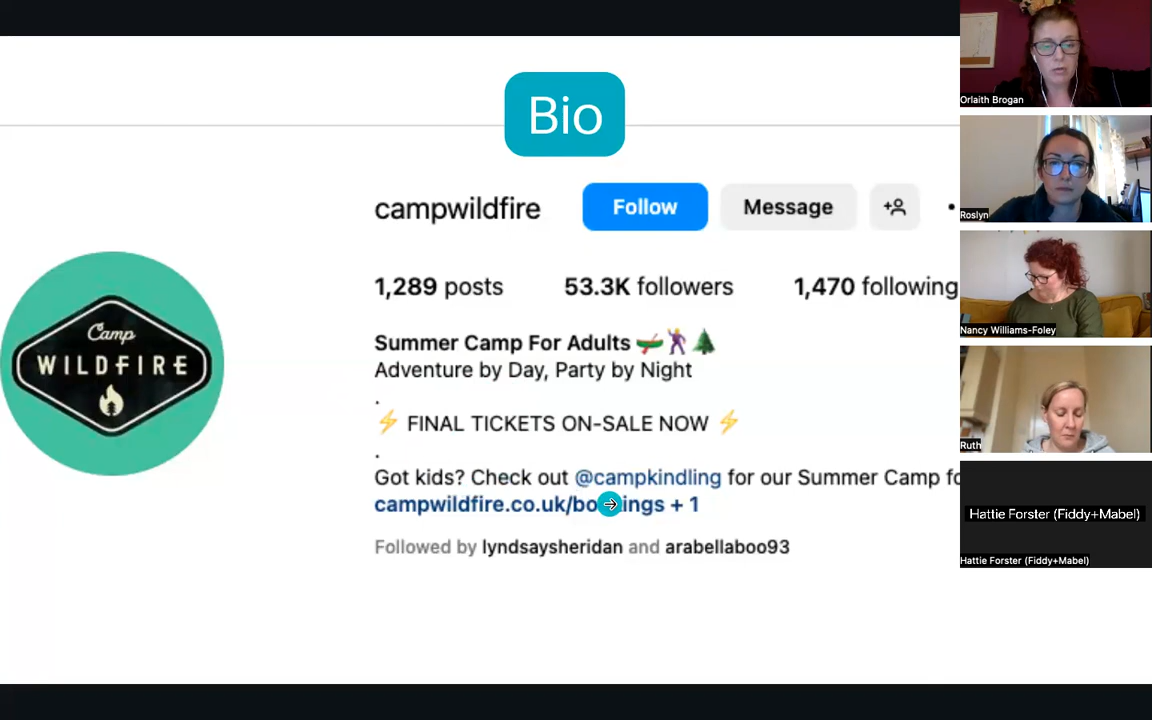 Bio
campwildfire
Follow
Message
1,289 posts
53.3K followers
1,470 following
Camp
WILDFIRE
Summer Camp For Adults
Adventure by Day, Party by Night
.
FINAL TICKETS ON-SALE NOW
.
Got kids? Check out @campkindling for our Summer Camp
campwildfire.co.uk/bo ings + 1
Followed by lyndsaysheridan and arabellaboo93
Orlaith Brogan
Roslyn
Nancy Williams-Foley
Ruth
Hattie Forster (Fiddy+Mabel)
Hattie Forster (Fiddy+Mabel)